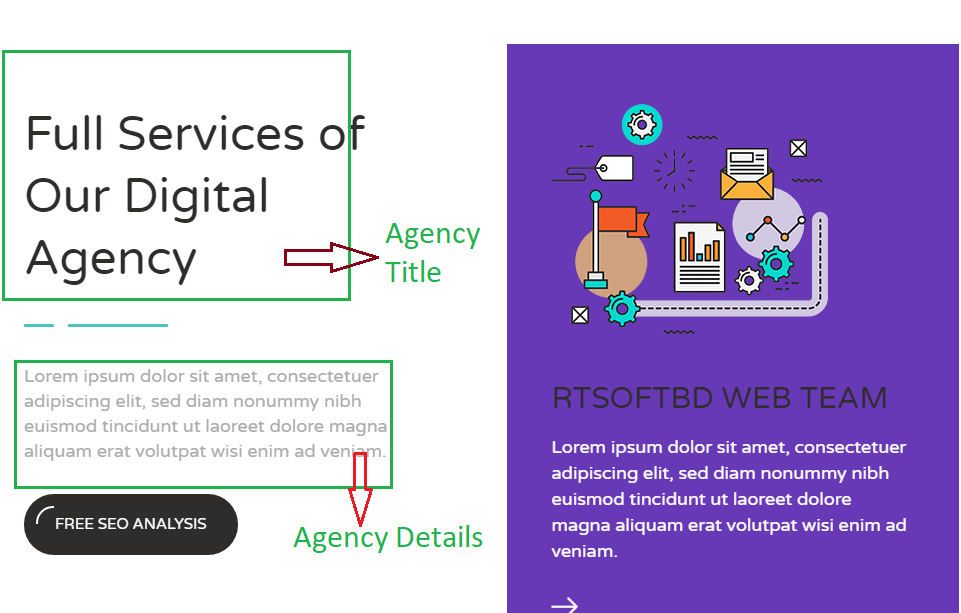 Full Services of
Our Digital
Agency
Agency
Title
Lorem ipsum dolor sit amet, consectetuer
adipiscing elit, sed diam nonummy nibh
euismod tincidunt ut laoreet dolore magna
aliquam erat volutpat wisi enim ad veniam.
FREE SEO ANALYSIS
Agency Details
RTSOFTBD WEB TEAM
Lorem ipsum dolor sit amet, consectetuer
adipiscing elit, sed diam nonummy nibh
euismod tincidunt ut laoreet dolore
magna aliquam erat volutpat wisi enim ad
veniam.